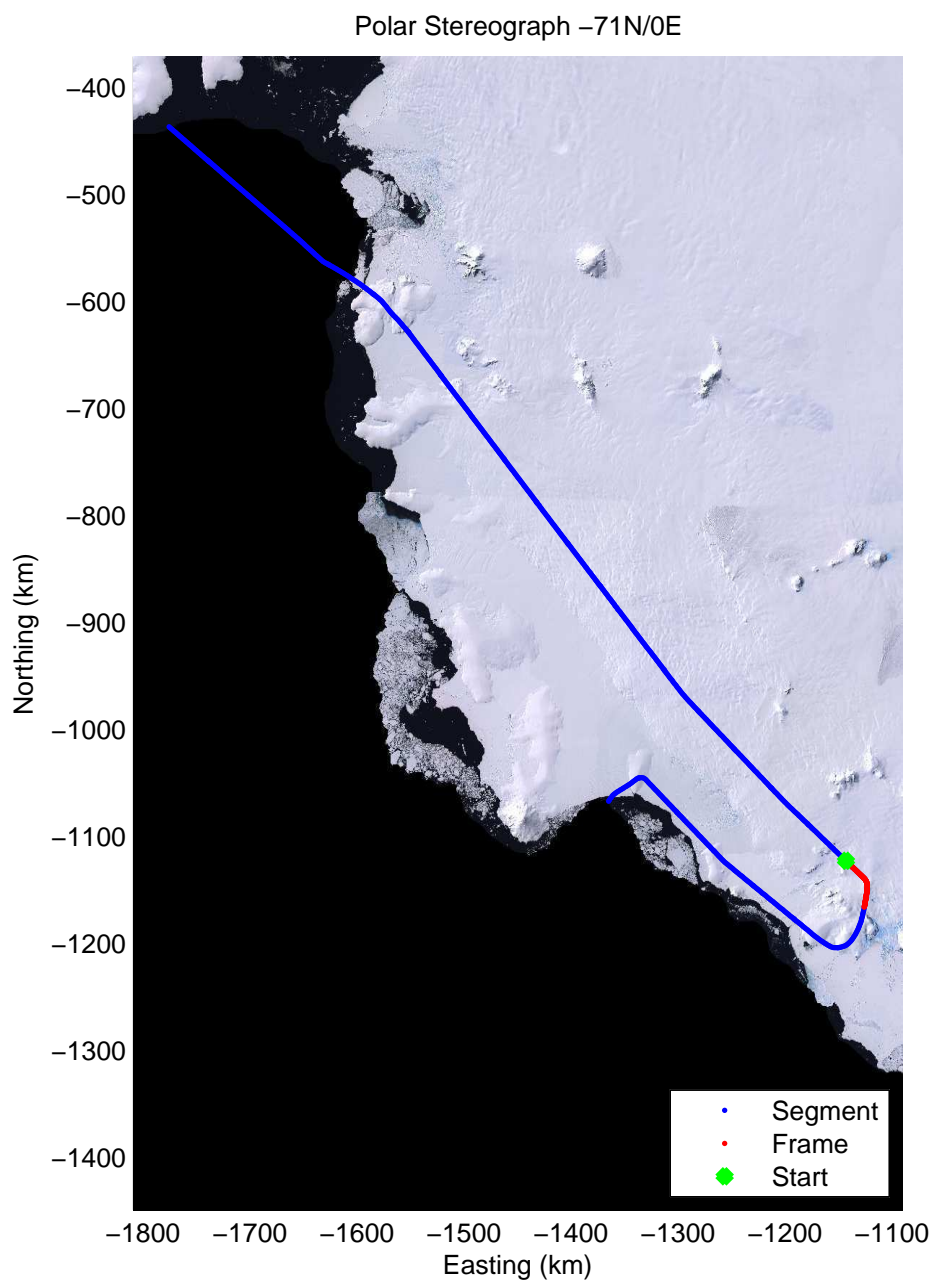 Polar Stereograph −71N/0E
−400
−500
−600
−700
−800
−900
−1000
−1100
−1200
−1300
−1400
Northing (km)
Segment
Frame
Start
−1800 −1700 −1600 −1500 −1400 −1300 −1200 −1100
Easting (km)